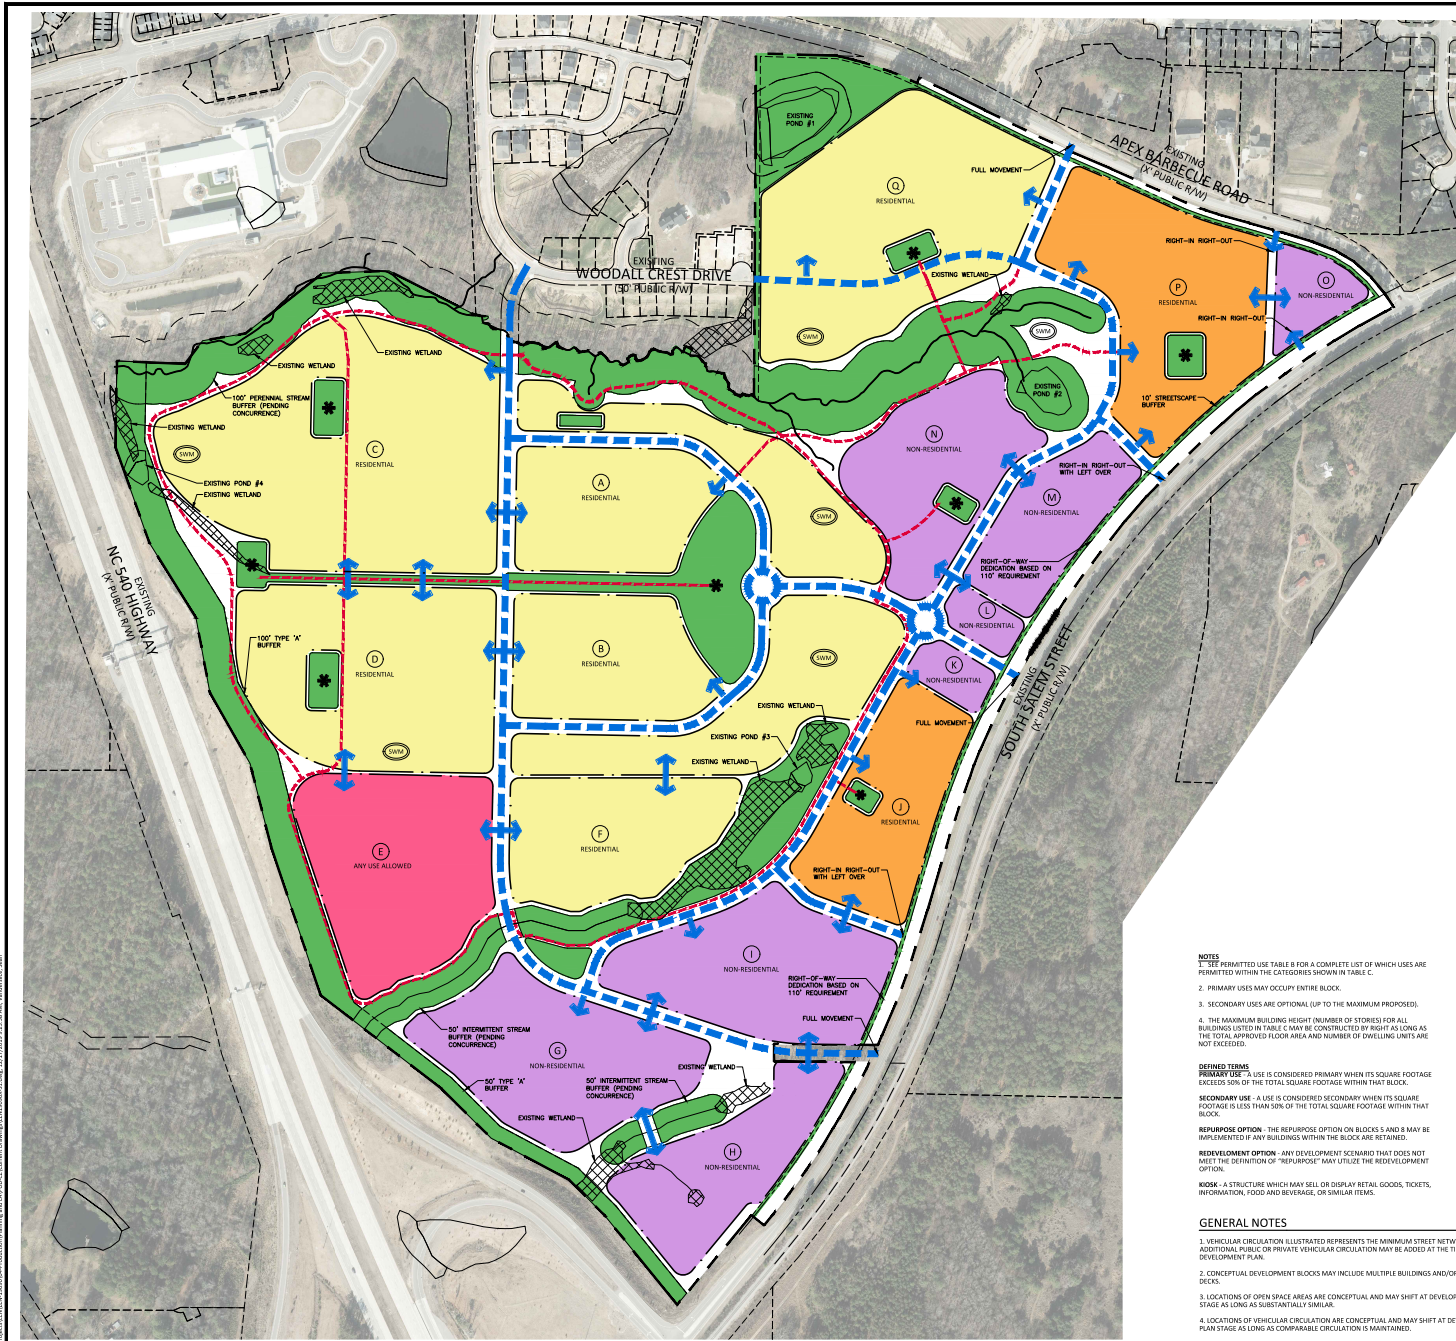 EXISTING
POND #1
EXISTING
APEX BARBECUE ROAD
(X' PUBLIC R/W)
FULL MOVEMENT
Q
RESIDENTIAL
RIGHT-IN RIGHT-OUT
EXISTING
WOODALL CREST DRIVE
(50' PUBLIC R/W)
EXISTING WETLAND
P
RESIDENTIAL
O
NON-RESIDENTIAL
RIGHT-IN RIGHT-OUT
SWM
SWM
EXISTING WETLAND
EXISTING WETLAND
100' PERENNIAL STREAM
BUFFER (PENDING
CONCURRENCE)
EXISTING
POND #2
10' STREETSCAPE
BUFFER
EXISTING WETLAND
SWM
C
RESIDENTIAL
N
NON-RESIDENTIAL
RIGHT-IN RIGHT-OUT
WITH LEFT OVER
EXISTING POND #4
EXISTING WETLAND
A
RESIDENTIAL
M
NON-RESIDENTIAL
SWM
RIGHT-OF-WAY
DEDICATION BASED ON
110' REQUIREMENT
EXISTING
NC 540 HIGHWAY
(X' PUBLIC R/W)
L
NON-RESIDENTIAL
100' TYPE 'A'
BUFFER
D
RESIDENTIAL
B
RESIDENTIAL
SWM
K
NON-RESIDENTIAL
EXISTING
SOUTH SALEM STREET
(X' PUBLIC R/W)
EXISTING WETLAND
FULL MOVEMENT
EXISTING POND #3
SWM
EXISTING WETLAND
J
RESIDENTIAL
E
ANY USE ALLOWED
F
RESIDENTIAL
RIGHT-IN RIGHT-OUT
WITH LEFT OVER
I
NON-RESIDENTIAL
RIGHT-OF-WAY
DEDICATION BASED ON
110' REQUIREMENT
FULL MOVEMENT
50' INTERMITTENT STREAM
BUFFER (PENDING
CONCURRENCE)
G
NON-RESIDENTIAL
50' TYPE 'A'
BUFFER
50' INTERMITTENT STREAM
BUFFER (PENDING
CONCURRENCE)
EXISTING WETLAND
EXISTING WETLAND
H
NON-RESIDENTIAL
NOTES
1. SEE PERMITTED USE TABLE B FOR A COMPLETE LIST OF WHICH USES ARE
PERMITTED WITHIN THE CATEGORIES SHOWN IN TABLE C.
2. PRIMARY USES MAY OCCUPY ENTIRE BLOCK.
3. SECONDARY USES ARE OPTIONAL (UP TO THE MAXIMUM PROPOSED).
4. THE MAXIMUM BUILDING HEIGHT (NUMBER OF STORIES) FOR ALL
BUILDINGS LISTED IN TABLE C MAY BE CONSTRUCTED BY RIGHT AS LONG AS
THE TOTAL APPROVED FLOOR AREA AND NUMBER OF DWELLING UNITS ARE
NOT EXCEEDED.
DEFINED TERMS
PRIMARY USE - A USE IS CONSIDERED PRIMARY WHEN ITS SQUARE FOOTAGE
EXCEEDS 50% OF THE TOTAL SQUARE FOOTAGE WITHIN THAT BLOCK.
SECONDARY USE - A USE IS CONSIDERED SECONDARY WHEN ITS SQUARE
FOOTAGE IS LESS THAN 50% OF THE TOTAL SQUARE FOOTAGE WITHIN THAT
BLOCK.
REPURPOSE OPTION - THE REPURPOSE OPTION ON BLOCKS 5 AND 8 MAY BE
IMPLEMENTED IF ANY BUILDINGS WITHIN THE BLOCK ARE RETAINED.
REDEVELOMENT OPTION - ANY DEVELOPMENT SCENARIO THAT DOES NOT
MEET THE DEFINITION OF "REPURPOSE" MAY UTILIZE THE REDEVELOPMENT
OPTION.
KIOSK - A STRUCTURE WHICH MAY SELL OR DISPLAY RETAIL GOODS, TICKETS,
INFORMATION, FOOD AND BEVERAGE, OR SIMILAR ITEMS.
GENERAL NOTES
1. VEHICULAR CIRCULATION ILLUSTRATED REPRESENTS THE MINIMUM STREET NETW
ADDITIONAL PUBLIC OR PRIVATE VEHICULAR CIRCULATION MAY BE ADDED AT THE TI
DEVELOPMENT PLAN.
2. CONCEPTUAL DEVELOPMENT BLOCKS MAY INCLUDE MULTIPLE BUILDINGS AND/OR
DECKS.
3. LOCATIONS OF OPEN SPACE AREAS ARE CONCEPTUAL AND MAY SHIFT AT DEVELOP
STAGE AS LONG AS SUBSTANTIALLY SIMILAR.
4. LOCATIONS OF VEHICULAR CIRCULATION ARE CONCEPTUAL AND MAY SHIFT AT DE
PLAN STAGE AS LONG AS COMPARABLE CIRCULATION IS MAINTAINED.